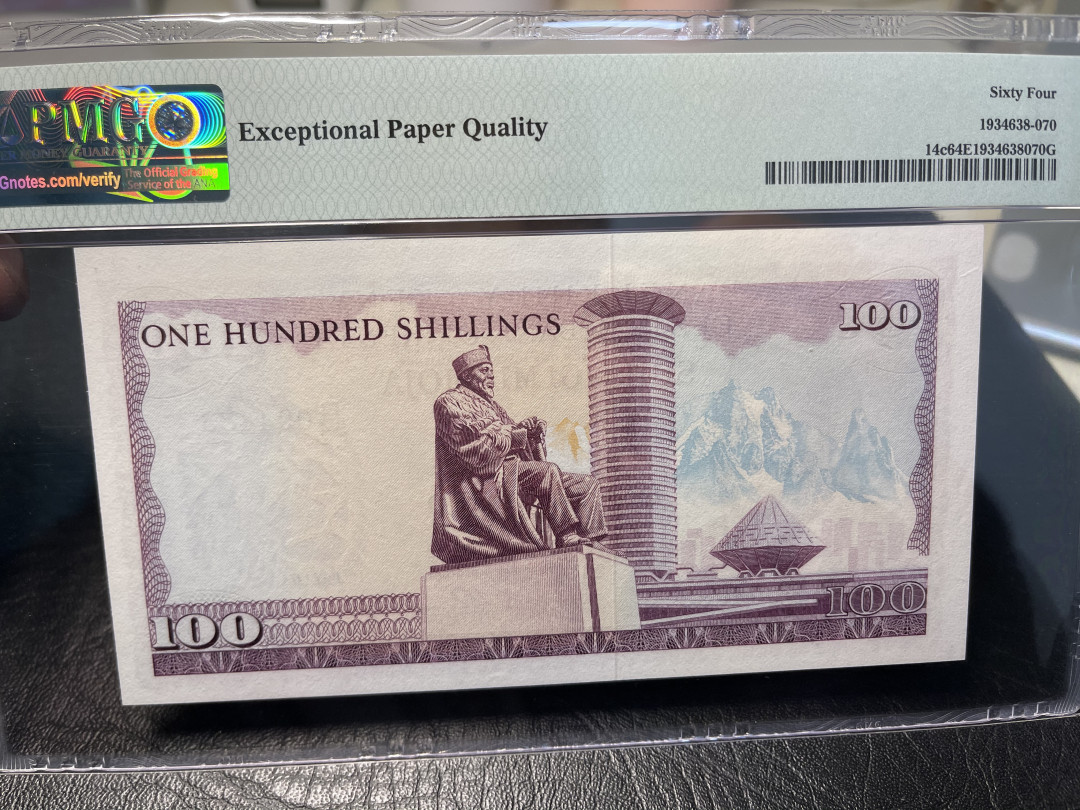 PMG
Gnotes.com/verify
The Official Grading
Service of the ANA
Exceptional Paper Quality
Sixty Four
1934638-070
14c64E1934638070G
ONE HUNDRED SHILLINGS
100
100
100